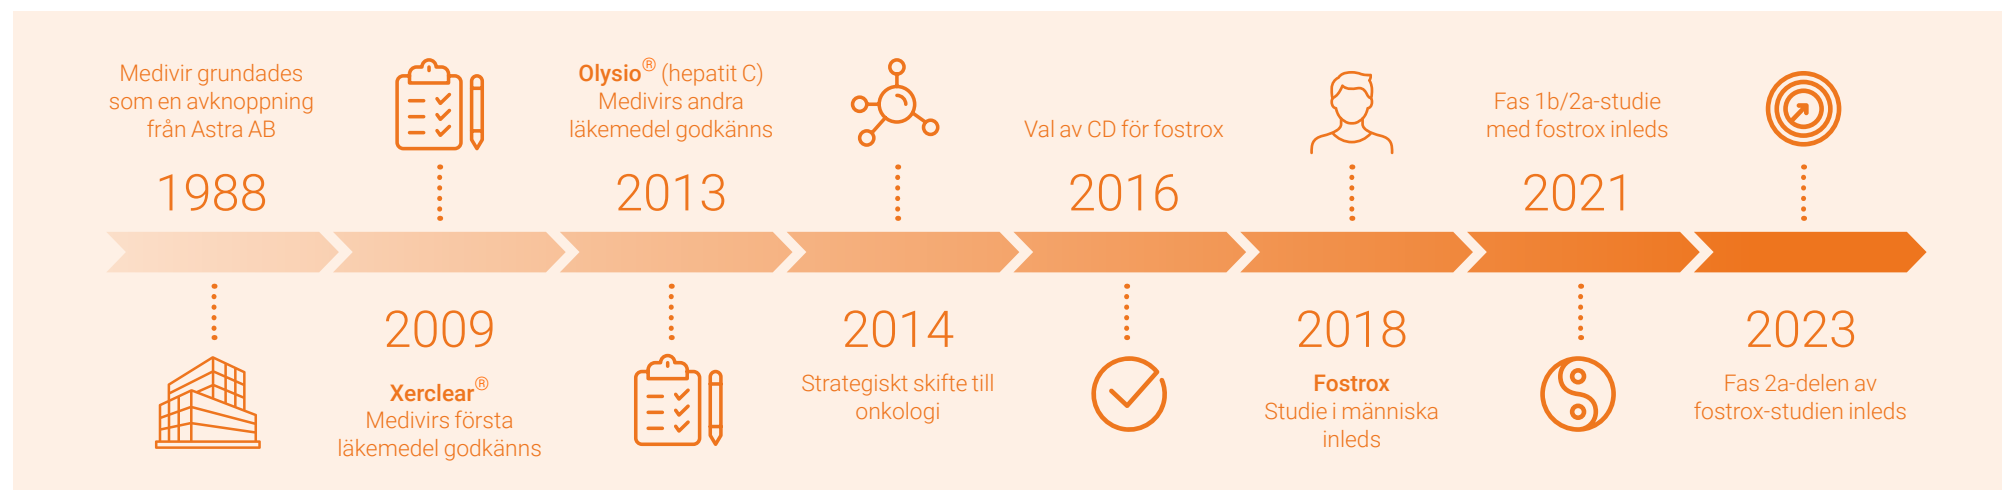 Medivir grundades
som en avknoppning
från Astra AB
1988
2009
Xerclear®
Medivirs första
läkemedel godkänns
Olysio® (hepatit C)
Medivirs andra
läkemedel godkänns
2013
2014
Strategiskt skifte till
onkologi
Val av CD för fostrox
2016
2018
Fostrox
Studie i människa
inleds
Fas 1b/2a-studie
med fostrox inleds
2021
2023
Fas 2a-delen av
fostrox-studien inleds